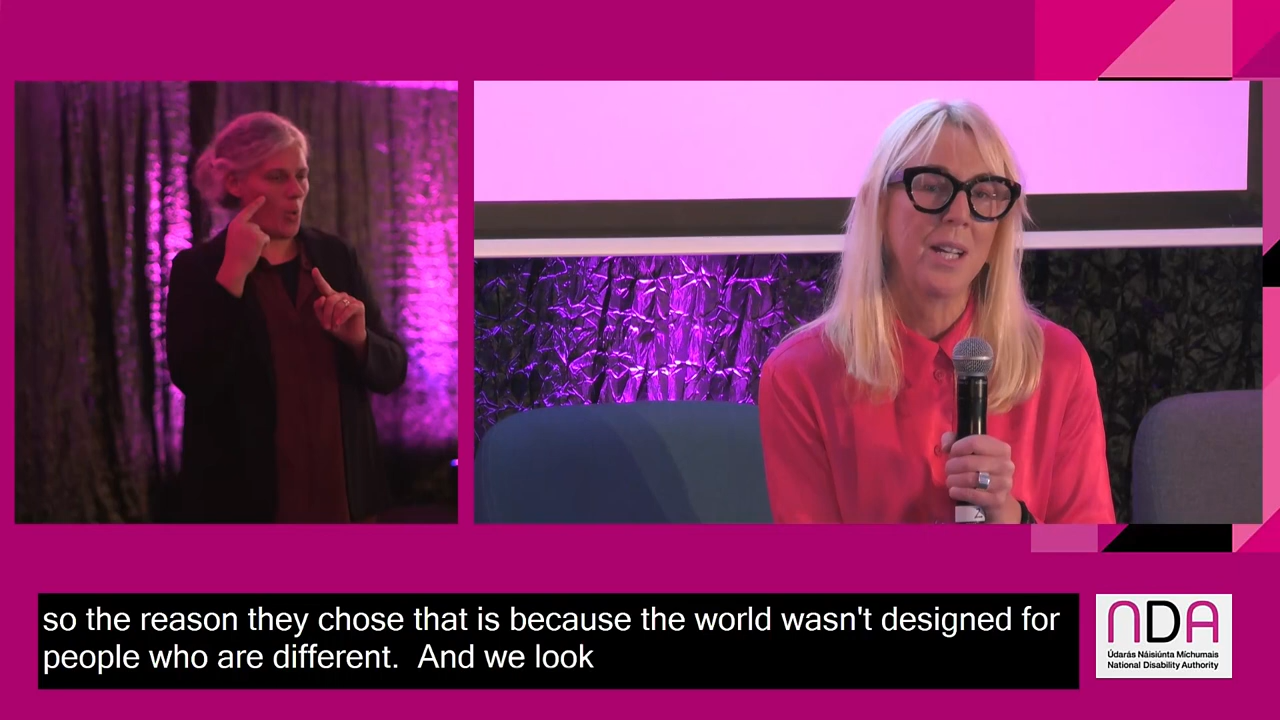 so the reason they chose that is because the world wasn't designed for
people who are different.  And we look
NDA
Údarás Náisiúnta Míchumais
National Disability Authority